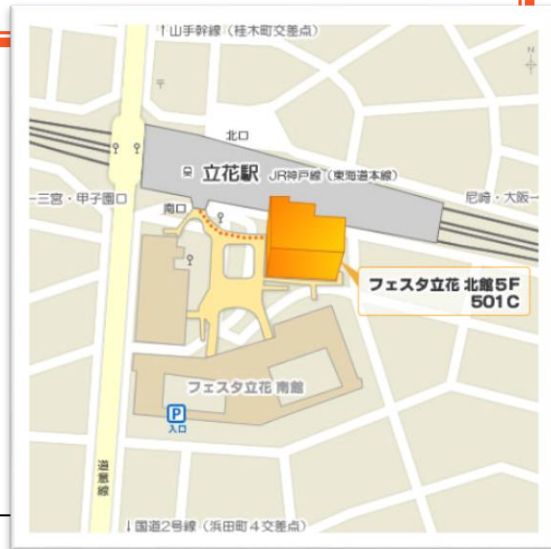 ↑山手幹線（桂木町交差点）
N
〒
北口
立花駅 JR神戸線（東海道本線）
←三宮・甲子園口
尼崎・大阪→
南口
フェスタ立花 北館5F
501C
フェスタ立花 南館
P
入口
道意線
↓国道2号線（浜田町4交差点）